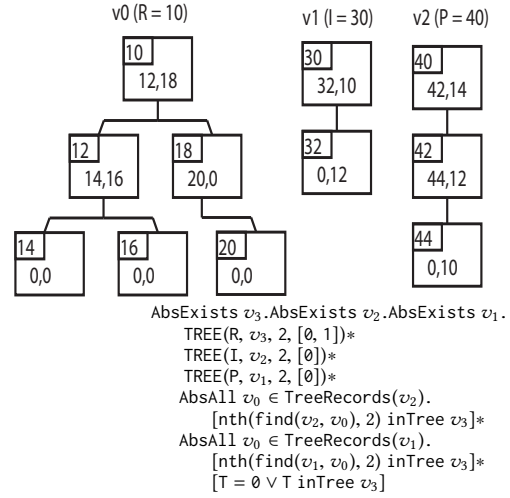 v0 (R = 10)
v1 (I = 30)
v2 (P = 40)
10
12,18
30
32,10
40
42,14
12
14,16
18
20,0
32
0,12
42
44,12
14
0,0
16
0,0
20
0,0
44
0,10
AbsExists v₃.AbsExists v₂.AbsExists v₁.
TREE(R, v₃, 2, [0, 1])∗
TREE(I, v₂, 2, [0])∗
TREE(P, v₁, 2, [0])∗
AbsAll v₀ ∈ TreeRecords(v₂).
[nth(find(v₂, v₀), 2) inTree v₃]∗
AbsAll v₀ ∈ TreeRecords(v₁).
[nth(find(v₁, v₀), 2) inTree v₃]∗
[T = 0 ∨ T inTree v₃]